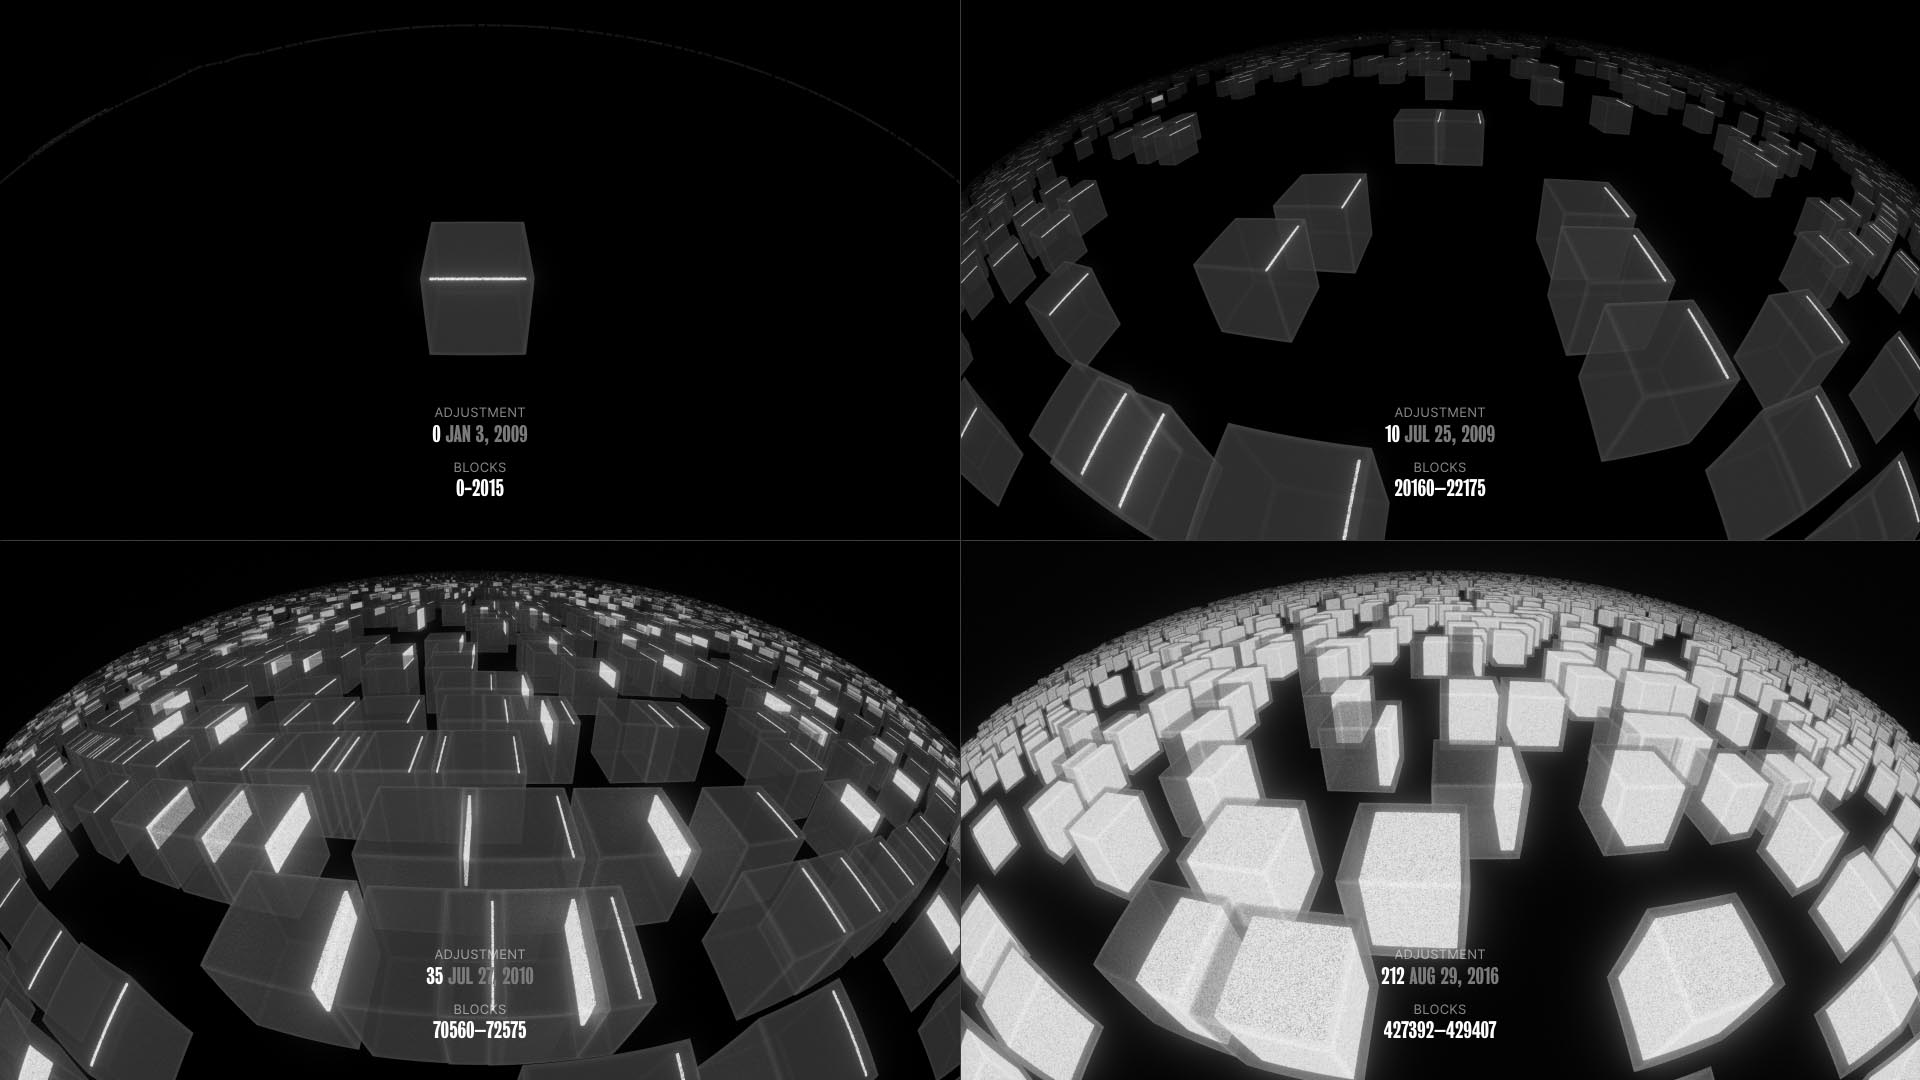 ADJUSTMENT
0 JAN 3, 2009
BLOCKS
0-2015
ADJUSTMENT
10 JUL 25, 2009
BLOCKS
20160—22175
ADJUSTMENT
35 JUL 27, 2010
BLOCKS
70560—72575
ADJUSTMENT
212 AUG 29, 2016
BLOCKS
427392—429407